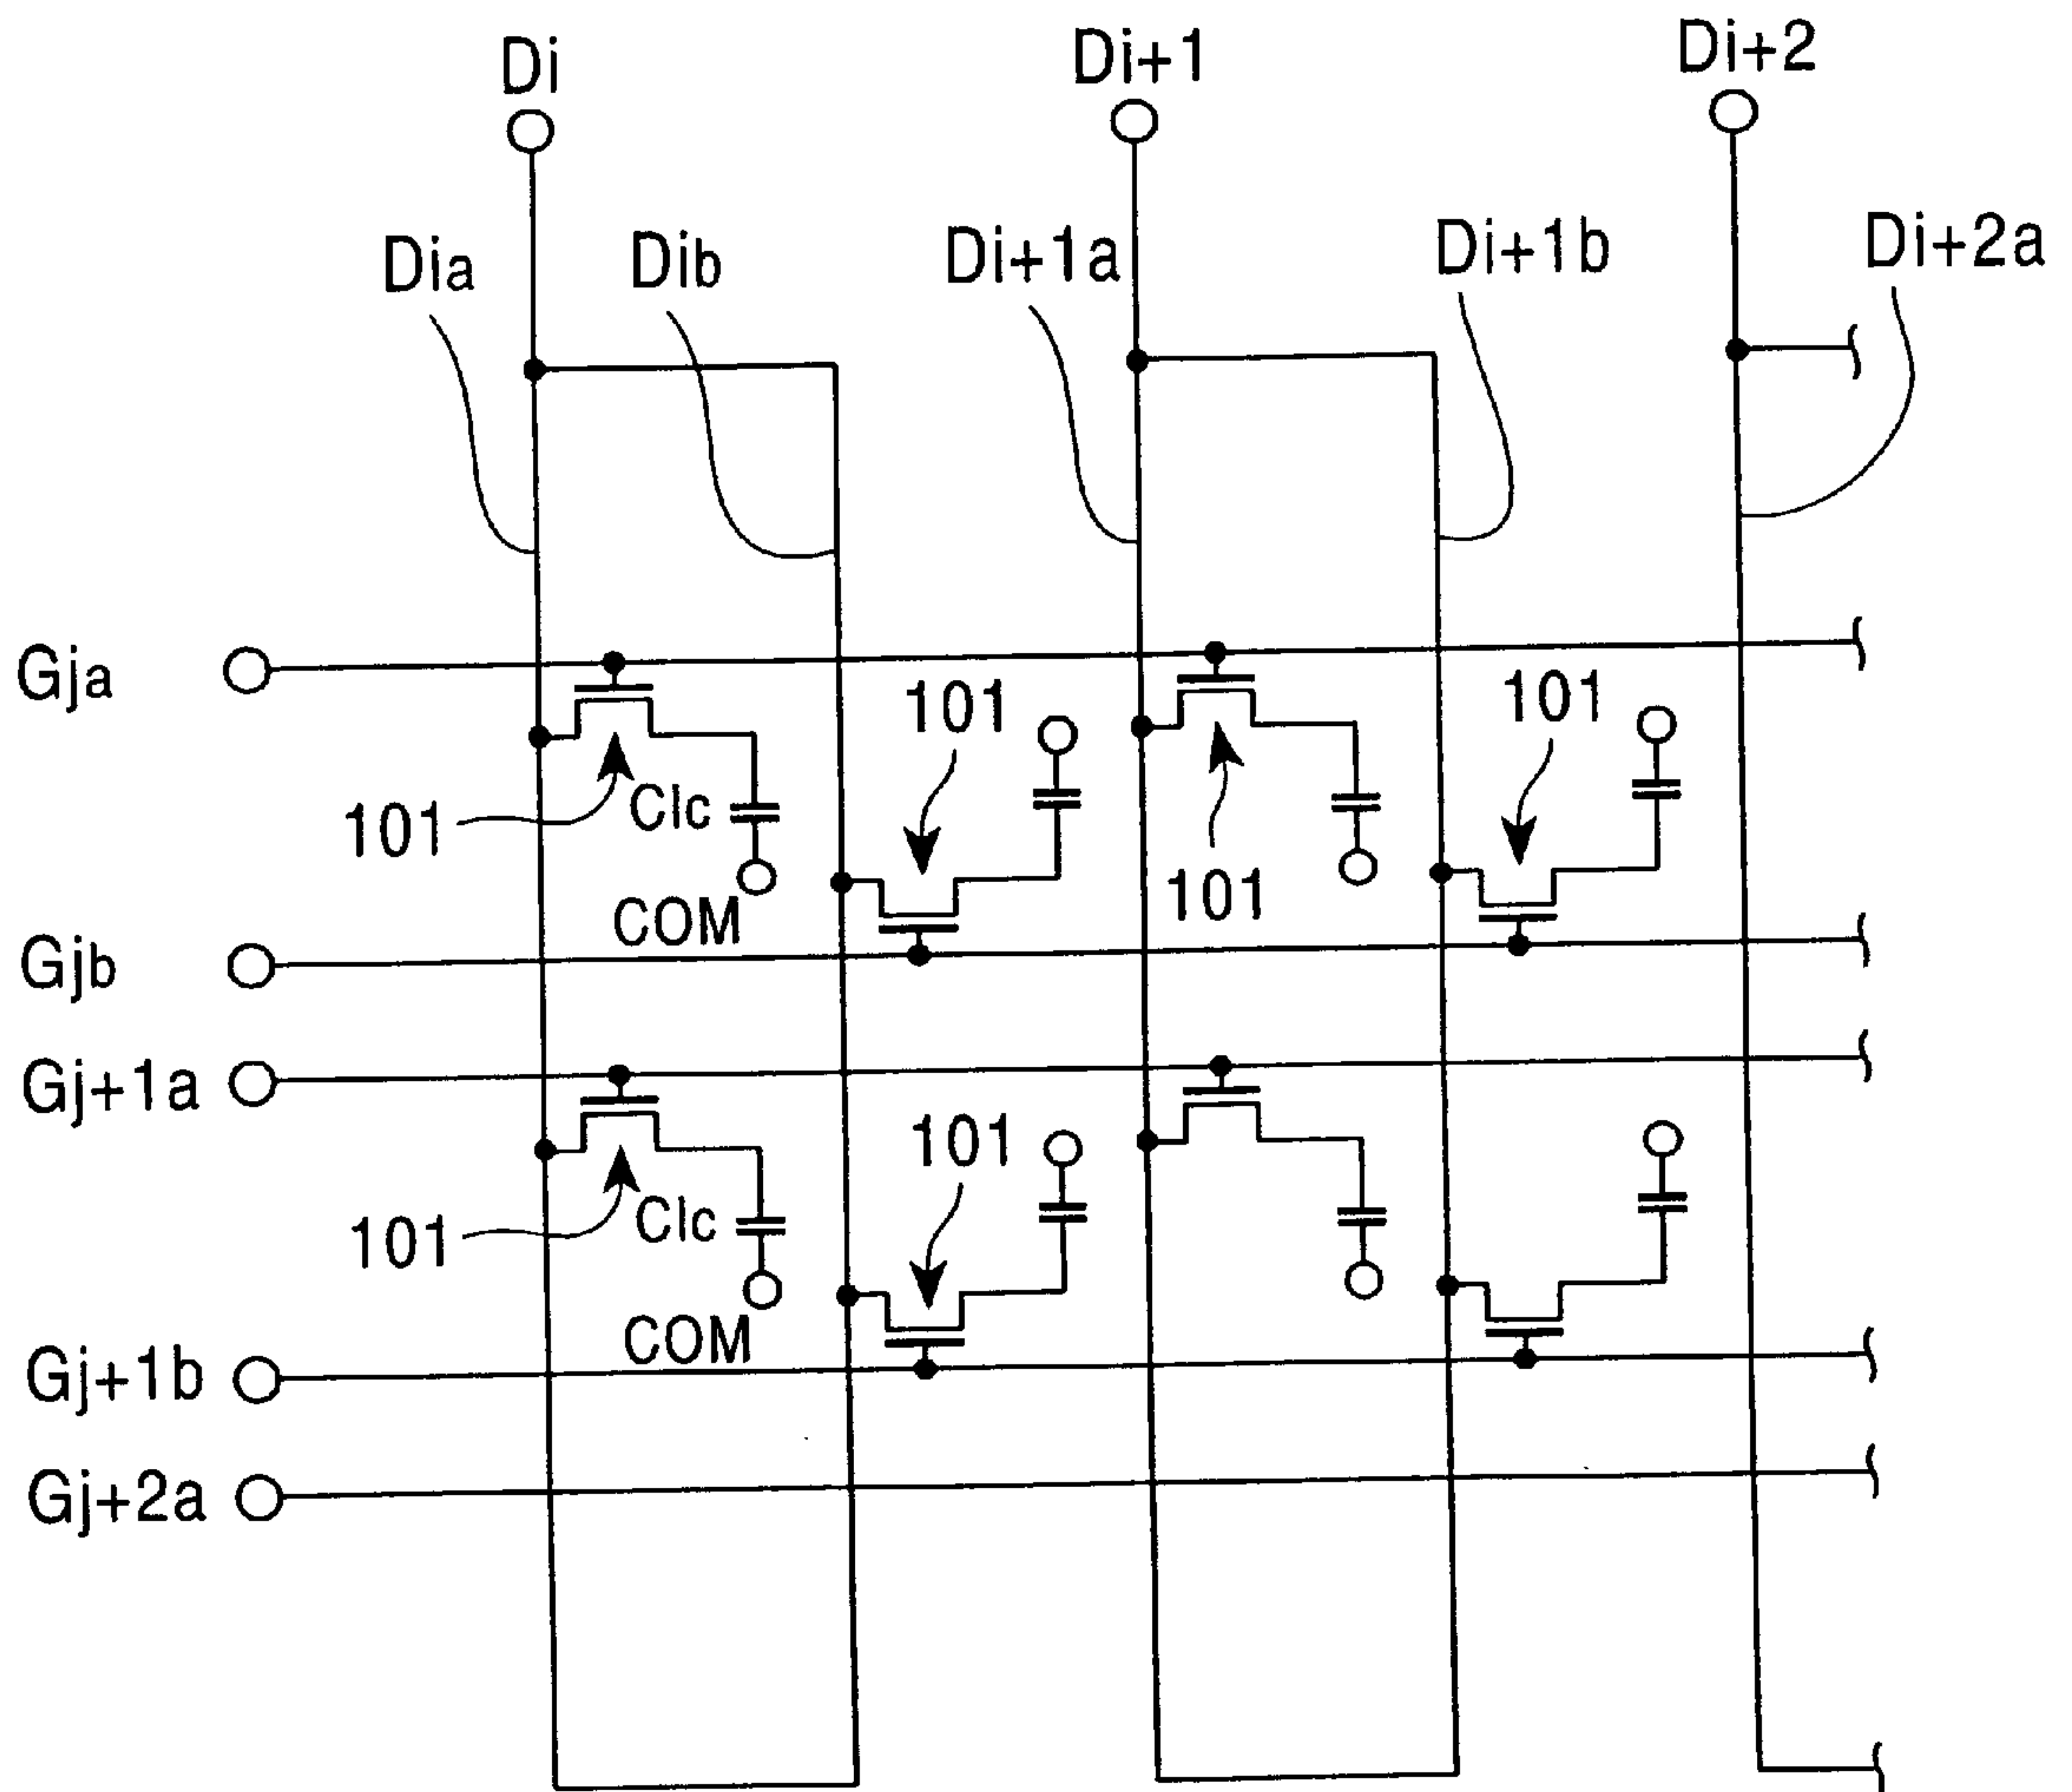 Di Di+1 Di+2
Dia Dib Di+1a Di+1b Di+2a
Gja
101 101
101 Clc
101
COM
Gjb
Gj+1a
101
101 Clc
COM
Gj+1b
Gj+2a